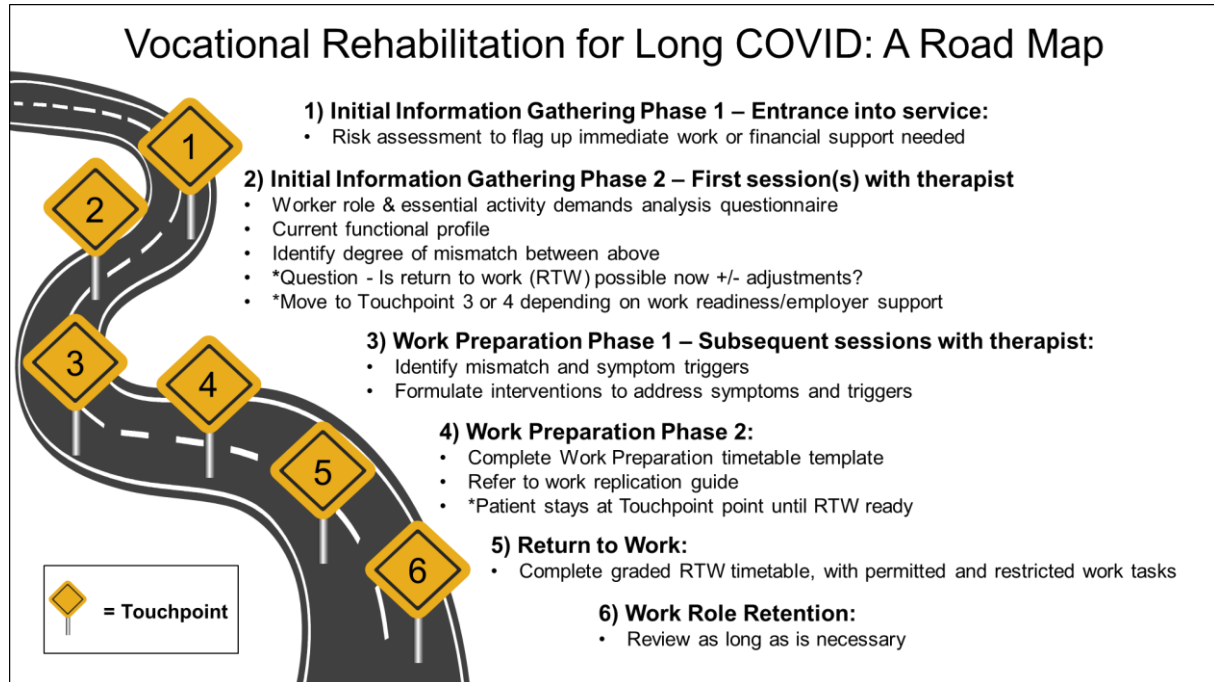 Vocational Rehabilitation for Long COVID: A Road Map
1) Initial Information Gathering Phase 1 – Entrance into service:
• Risk assessment to flag up immediate work or financial support needed
2) Initial Information Gathering Phase 2 – First session(s) with therapist
• Worker role & essential activity demands analysis questionnaire
• Current functional profile
• Identify degree of mismatch between above
• *Question - Is return to work (RTW) possible now +/- adjustments?
• *Move to Touchpoint 3 or 4 depending on work readiness/employer support
3) Work Preparation Phase 1 – Subsequent sessions with therapist:
• Identify mismatch and symptom triggers
• Formulate interventions to address symptoms and triggers
4) Work Preparation Phase 2:
• Complete Work Preparation timetable template
• Refer to work replication guide
• *Patient stays at Touchpoint point until RTW ready
5) Return to Work:
• Complete graded RTW timetable, with permitted and restricted work tasks
6) Work Role Retention:
• Review as long as is necessary
1
2
3
4
5
6
= Touchpoint